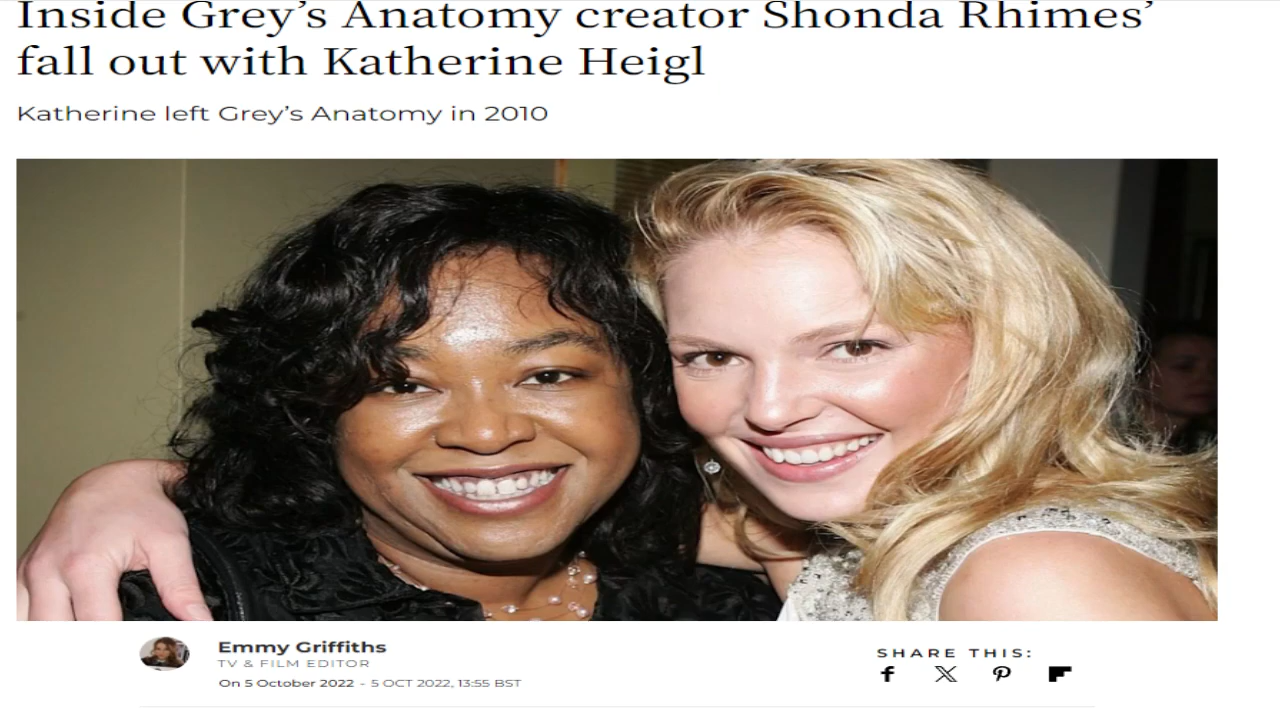 Inside Grey’s Anatomy creator Shonda Rhimes’
fall out with Katherine Heigl
Katherine left Grey’s Anatomy in 2010
Emmy Griffiths
TV & FILM EDITOR
On 5 October 2022 - 5 OCT 2022, 13:55 BST
SHARE THIS: